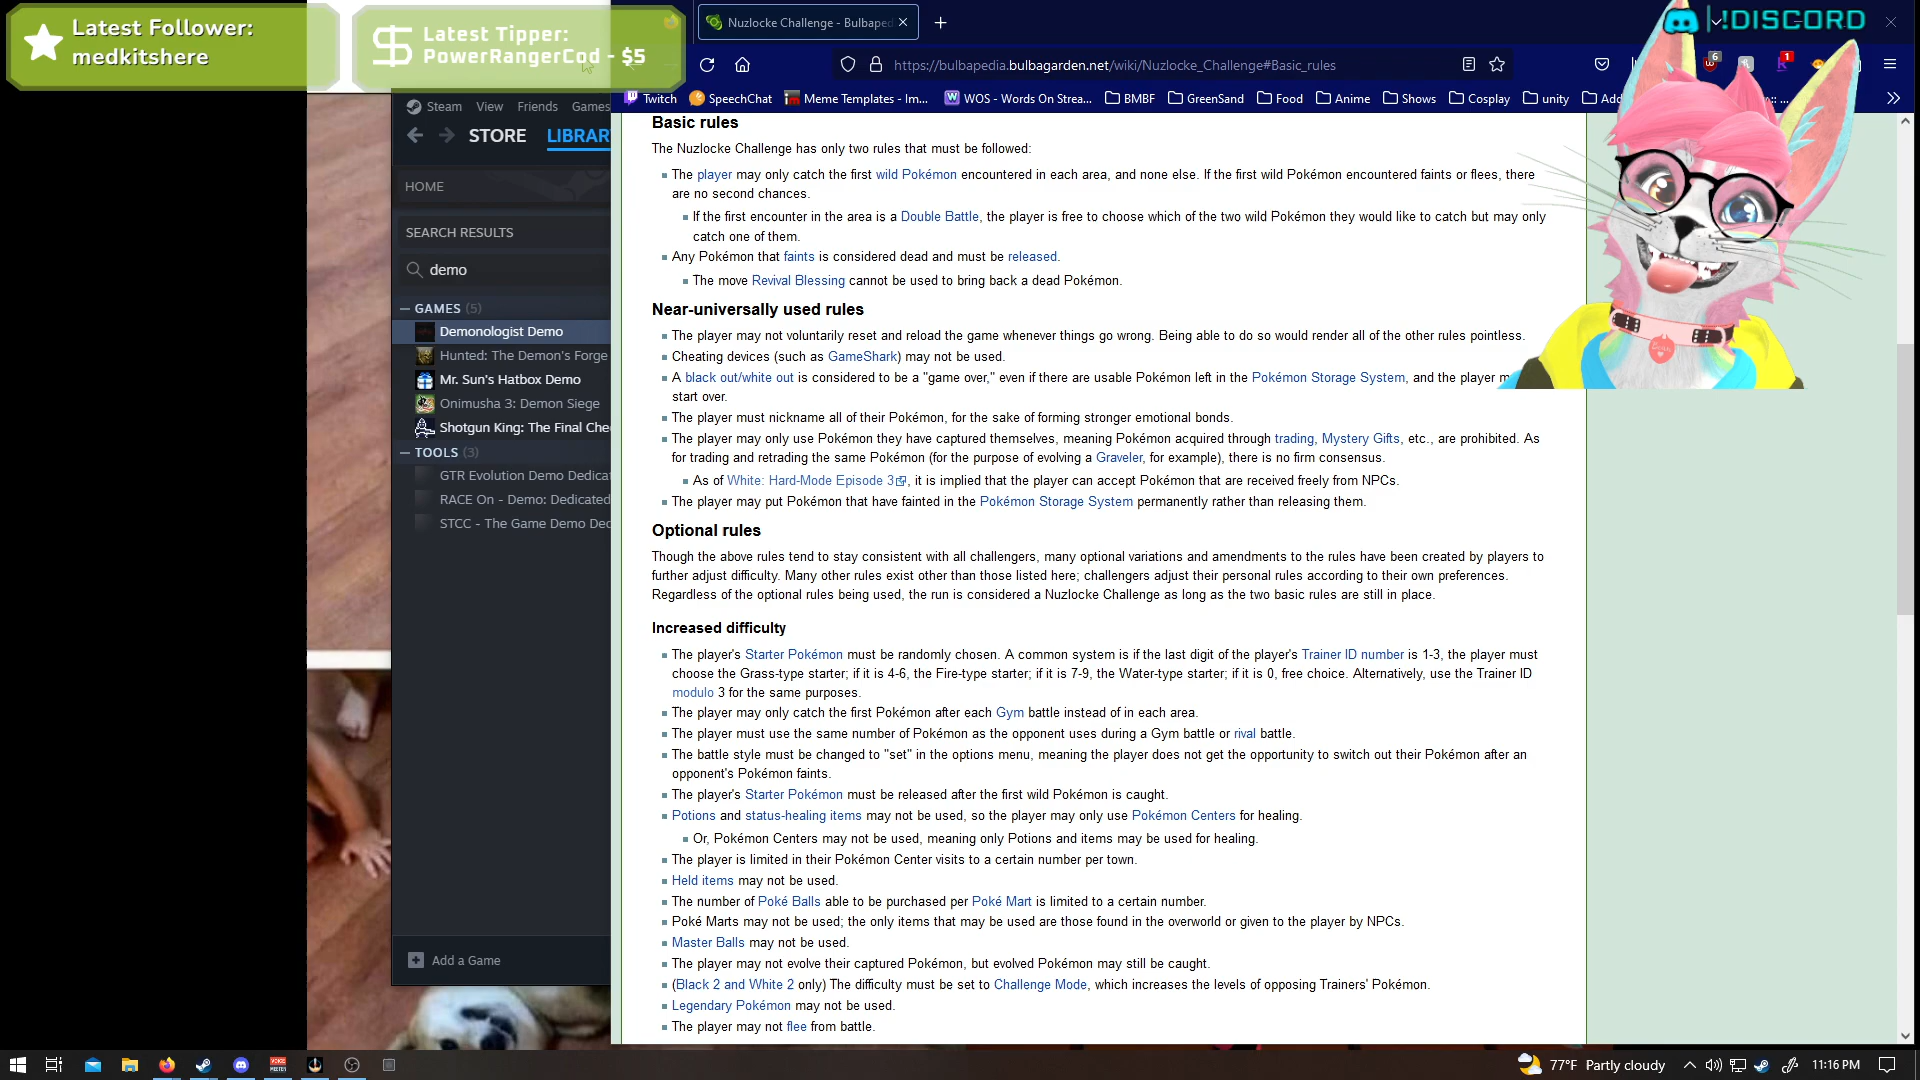 Latest Follower:
medkitshere
Latest Tipper:
PowerRangerCod - $5
Nuzlocke Challenge - Bulbaped
!DISCORD
https://bulbapedia.bulbagarden.net/wiki/Nuzlocke_Challenge#Basic_rules
6
1
Twitch
SpeechChat
Meme Templates - Im...
WOS - Words On Strea...
BMBF
GreenSand
Food
Anime
Shows
Cosplay
unity
Add
Steam View Friends Games
STORE LIBRAR
HOME
SEARCH RESULTS
demo
GAMES (5)
Demonologist Demo
Hunted: The Demon's Forge
Mr. Sun's Hatbox Demo
Onimusha 3: Demon Siege
Shotgun King: The Final Che
TOOLS (3)
GTR Evolution Demo Dedica
RACE On - Demo: Dedicated
STCC - The Game Demo Ded
Add a Game
Basic rules
The Nuzlocke Challenge has only two rules that must be followed:
The player may only catch the first wild Pokémon encountered in each area, and none else. If the first wild Pokémon encountered faints or flees, there
are no second chances.
If the first encounter in the area is a Double Battle, the player is free to choose which of the two wild Pokémon they would like to catch but may only
catch one of them.
Any Pokémon that faints is considered dead and must be released.
The move Revival Blessing cannot be used to bring back a dead Pokémon.
Near-universally used rules
The player may not voluntarily reset and reload the game whenever things go wrong. Being able to do so would render all of the other rules pointless.
Cheating devices (such as GameShark) may not be used.
A black out/white out is considered to be a "game over," even if there are usable Pokémon left in the Pokémon Storage System, and the player m
start over.
The player must nickname all of their Pokémon, for the sake of forming stronger emotional bonds.
The player may only use Pokémon they have captured themselves, meaning Pokémon acquired through trading, Mystery Gifts, etc., are prohibited. As
for trading and retrading the same Pokémon (for the purpose of evolving a Graveler, for example), there is no firm consensus.
As of White: Hard-Mode Episode 3, it is implied that the player can accept Pokémon that are received freely from NPCs.
The player may put Pokémon that have fainted in the Pokémon Storage System permanently rather than releasing them.
Optional rules
Though the above rules tend to stay consistent with all challengers, many optional variations and amendments to the rules have been created by players to
further adjust difficulty. Many other rules exist other than those listed here; challengers adjust their personal rules according to their own preferences.
Regardless of the optional rules being used, the run is considered a Nuzlocke Challenge as long as the two basic rules are still in place.
Increased difficulty
The player's Starter Pokémon must be randomly chosen. A common system is if the last digit of the player's Trainer ID number is 1-3, the player must
choose the Grass-type starter; if it is 4-6, the Fire-type starter; if it is 7-9, the Water-type starter; if it is 0, free choice. Alternatively, use the Trainer ID
modulo 3 for the same purposes.
The player may only catch the first Pokémon after each Gym battle instead of in each area.
The player must use the same number of Pokémon as the opponent uses during a Gym battle or rival battle.
The battle style must be changed to "set" in the options menu, meaning the player does not get the opportunity to switch out their Pokémon after an
opponent's Pokémon faints.
The player's Starter Pokémon must be released after the first wild Pokémon is caught.
Potions and status-healing items may not be used, so the player may only use Pokémon Centers for healing.
Or, Pokémon Centers may not be used, meaning only Potions and items may be used for healing.
The player is limited in their Pokémon Center visits to a certain number per town.
Held items may not be used.
The number of Poké Balls able to be purchased per Poké Mart is limited to a certain number.
Poké Marts may not be used; the only items that may be used are those found in the overworld or given to the player by NPCs.
Master Balls may not be used.
The player may not evolve their captured Pokémon, but evolved Pokémon may still be caught.
(Black 2 and White 2 only) The difficulty must be set to Challenge Mode, which increases the levels of opposing Trainers' Pokémon.
Legendary Pokémon may not be used.
The player may not flee from battle.
77°F Partly cloudy
11:16 PM